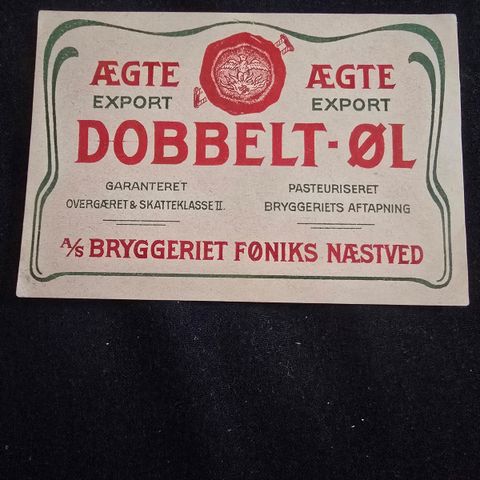 ÆGTE ÆGTE
EXPORT EXPORT
DOBBELT-ØL
GARANTERET
OVERGÆRET & SKATTEKLASSE II.
PASTEURISERET
BRYGGERIETS AFTAPNING
A/S BRYGGERIET FØNIKS NÆSTVED